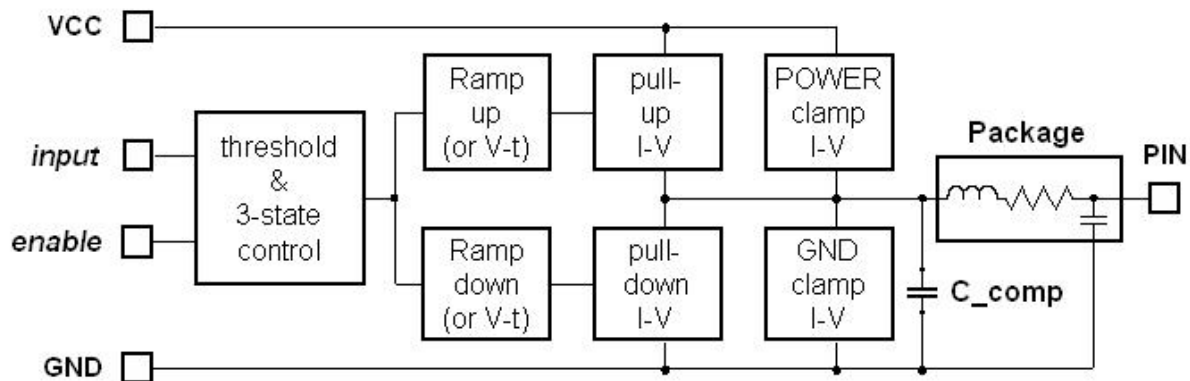 VCC
input
enable
GND
threshold
&
3-state
control
Ramp
up
(or V-t)
pull-
up
I-V
POWER
clamp
I-V
Ramp
down
(or V-t)
pull-
down
I-V
GND
clamp
I-V
C_comp
Package
PIN